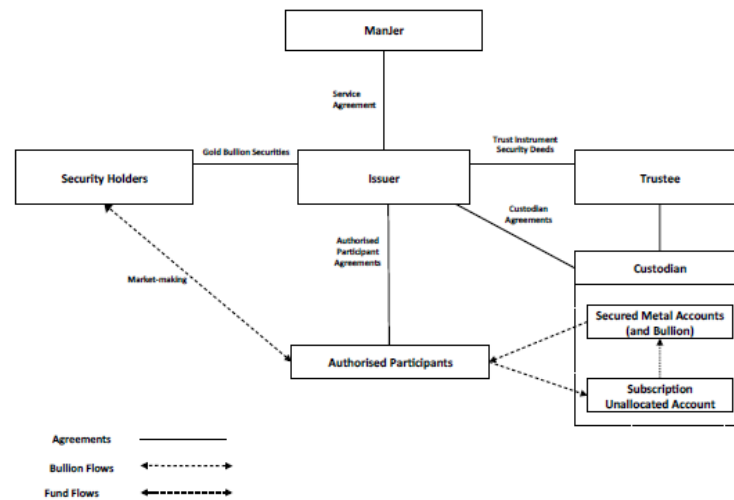 ManJer
Service
Agreement
Trust Instrument
Security Deeds
Gold Bullion Securities
Security Holders
Issuer
Trustee
Custodian
Agreements
Authorised
Participant
Agreements
Custodian
Market-making
Secured Metal Accounts
(and Bullion)
Authorised Participants
Subscription
Unallocated Account
Agreements
Bullion Flows
Fund Flows